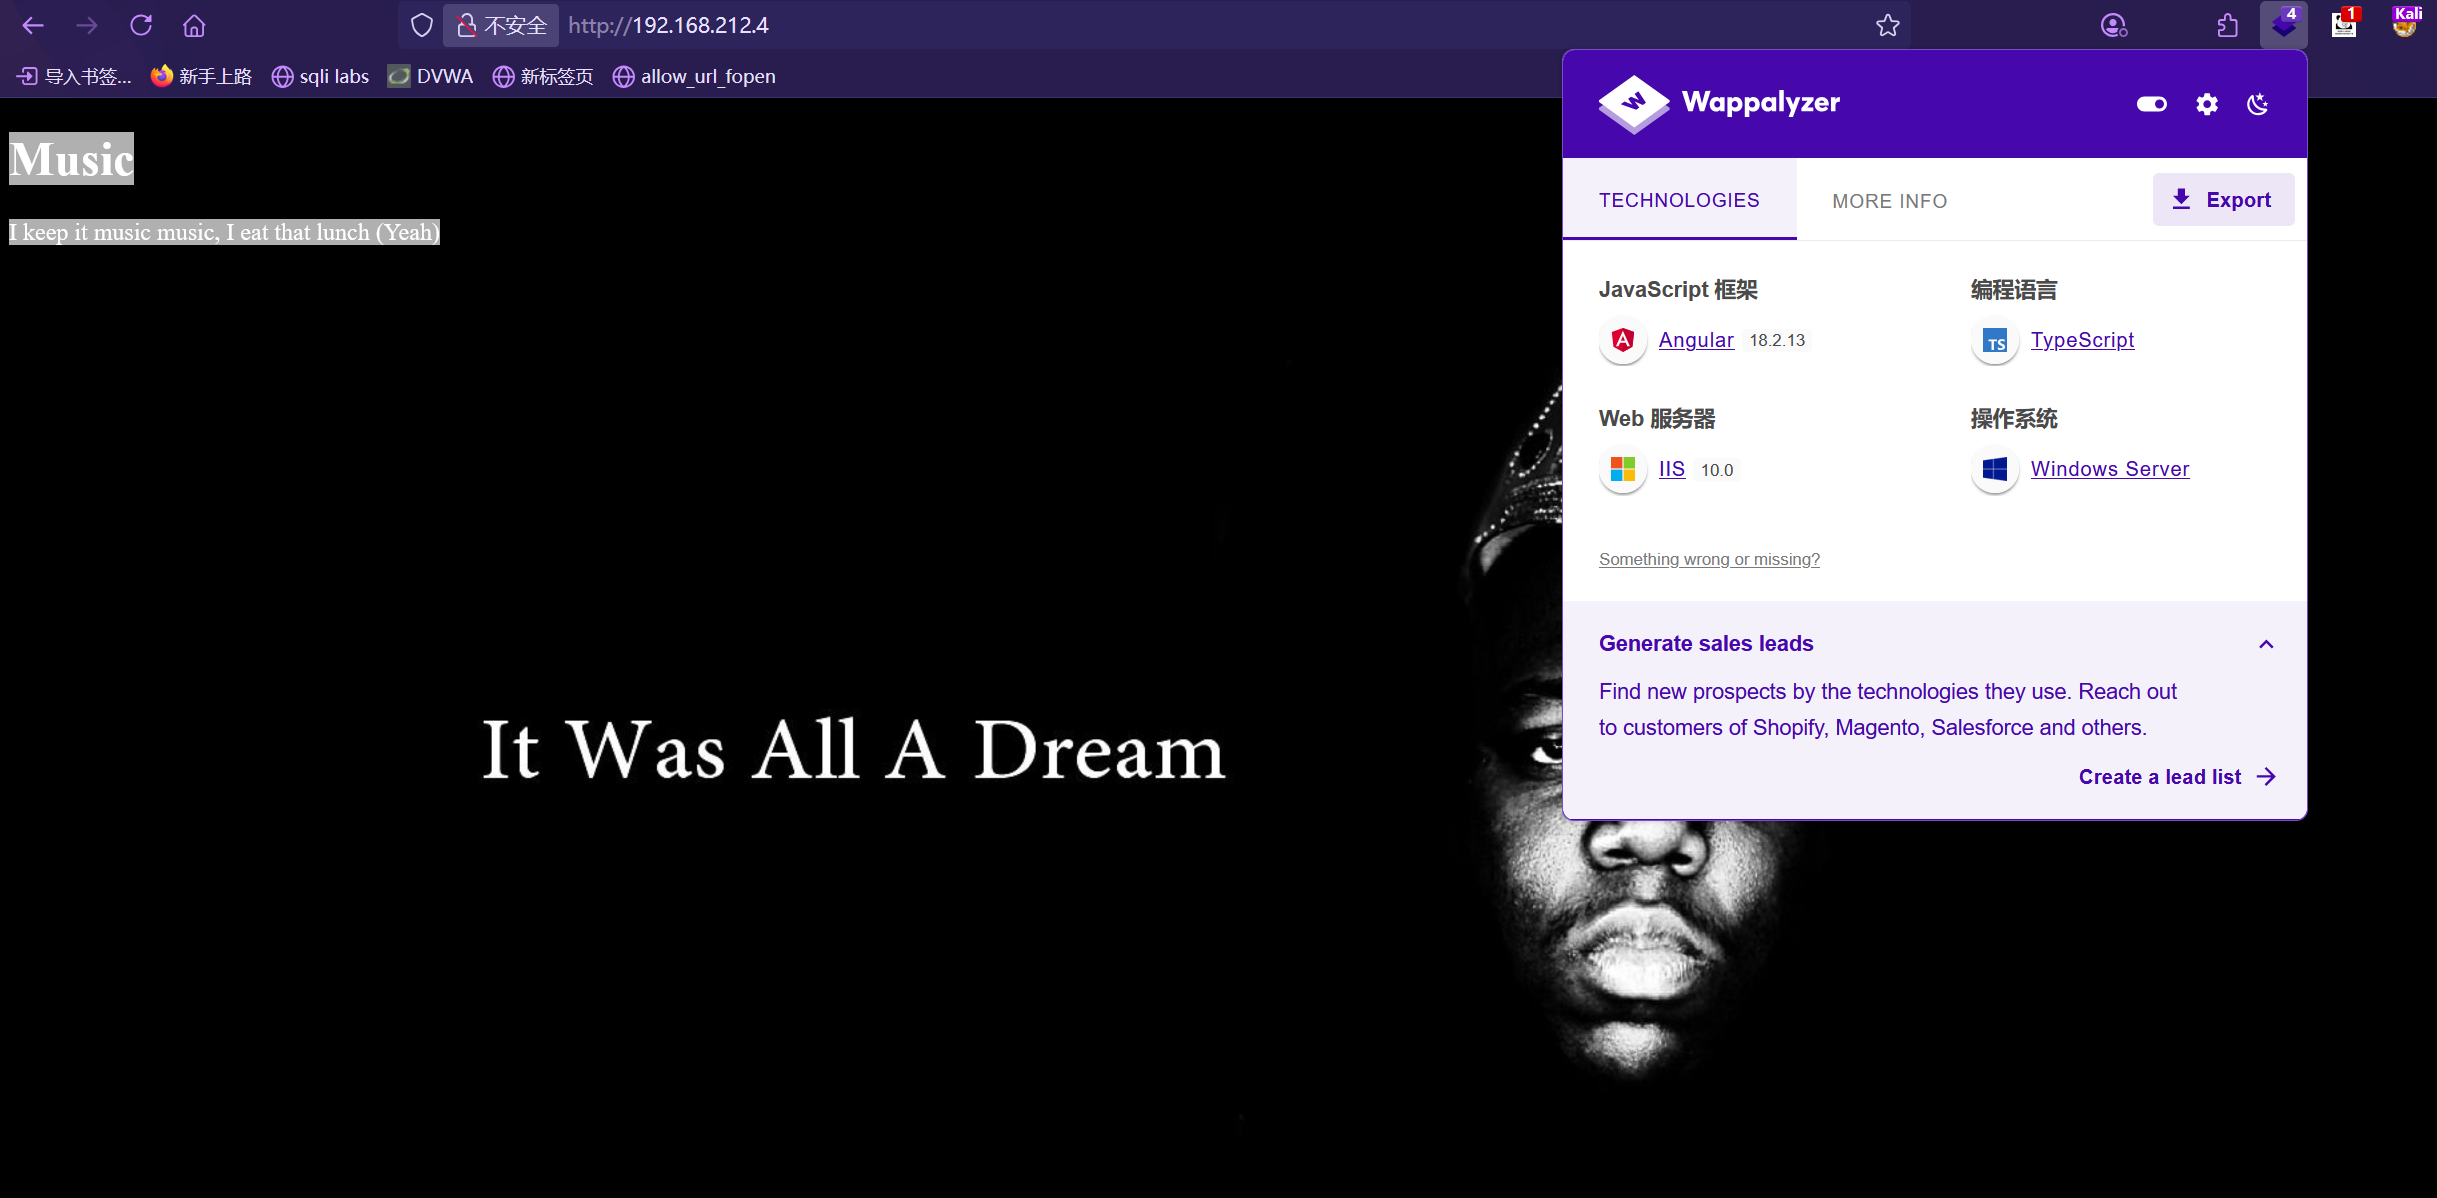 不安全
http://192.168.212.4
4
1
Kali
导入书签...
新手上路
sqli labs
DVWA
新标签页
allow_url_fopen
Music
I keep it music music, I eat that lunch (Yeah)
It Was All A Dream
W
Wappalyzer
TECHNOLOGIES
MORE INFO
Export
JavaScript 框架
编程语言
Angular 18.2.13
TS TypeScript
Web 服务器
操作系统
IIS 10.0
Windows Server
Something wrong or missing?
Generate sales leads
Find new prospects by the technologies they use. Reach out
to customers of Shopify, Magento, Salesforce and others.
Create a lead list